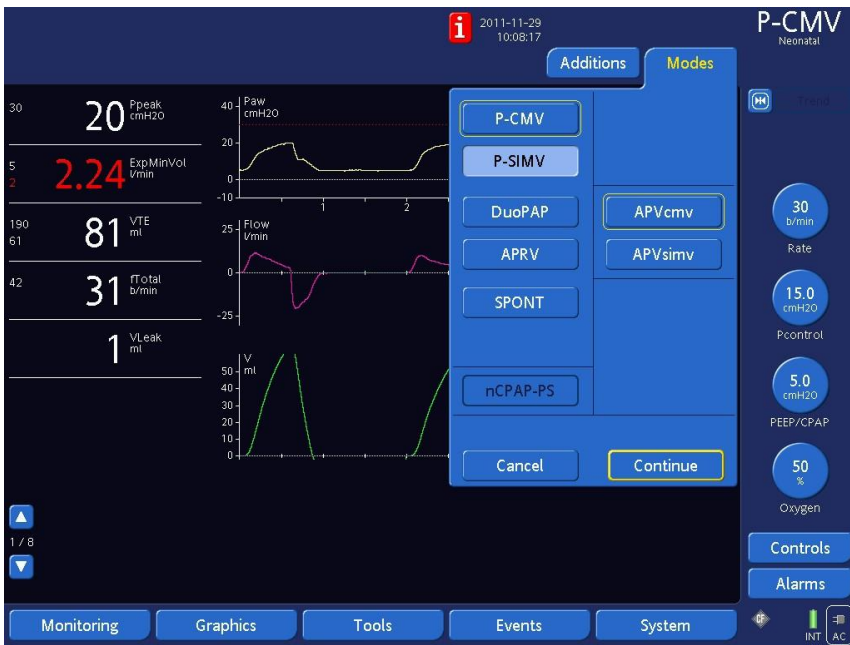 i
2011-11-29
10:08:17
P-CMV
Neonatal
Additions
Modes
30
20
Ppeak
cmH2O
5
2
2.24
ExpMinVol
l/min
190
61
81
VTE
ml
42
31
fTotal
b/min
1
VLeak
ml
Paw
cmH2O
40
20
0
-10
1
2
Flow
l/min
25
0
-25
V
ml
50
40
30
20
10
0
P-CMV
P-SIMV
DuoPAP
APVcmv
APRV
APVsimv
SPONT
nCPAP-PS
Cancel
Continue
Trend
30
b/min
Rate
15.0
cmH2O
Pcontrol
5.0
cmH2O
PEEP/CPAP
50
%
Oxygen
1 / 8
Controls
Alarms
Monitoring
Graphics
Tools
Events
System
CF
INT
AC